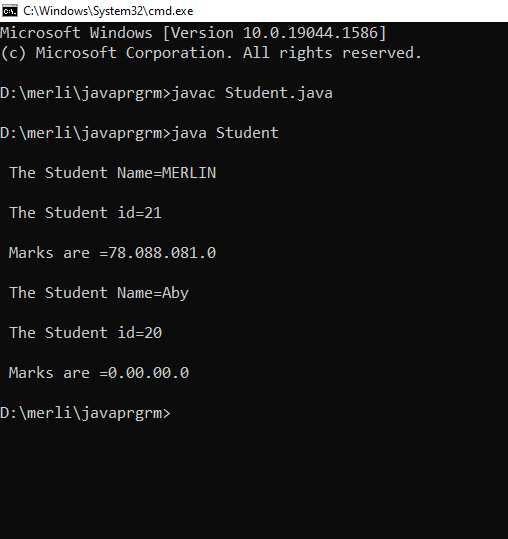 C:\Windows\System32\cmd.exe
Microsoft Windows [Version 10.0.19044.1586]
(c) Microsoft Corporation. All rights reserved.
D:\merli\javaprgrm>javac Student.java
D:\merli\javaprgrm>java Student
The Student Name=MERLIN
The Student id=21
Marks are =78.088.081.0
The Student Name=Aby
The Student id=20
Marks are =0.00.00.0
D:\merli\javaprgrm>